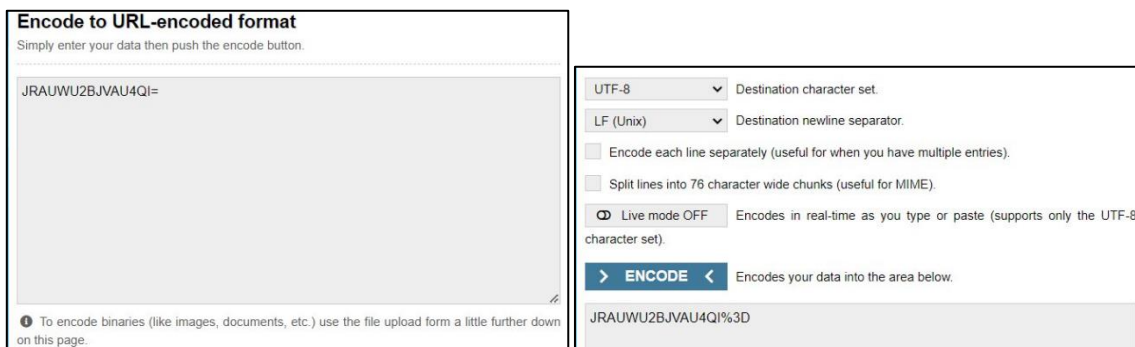 Encode to URL-encoded format
Simply enter your data then push the encode button.
JRAUWU2BJVAU4QI=
To encode binaries (like images, documents, etc.) use the file upload form a little further down
on this page.
UTF-8 Destination character set.
LF (Unix) Destination newline separator.
Encode each line separately (useful for when you have multiple entries).
Split lines into 76 character wide chunks (useful for MIME).
Live mode OFF Encodes in real-time as you type or paste (supports only the UTF-8
character set).
> ENCODE < Encodes your data into the area below.
JRAUWU2BJVAU4QI%3D